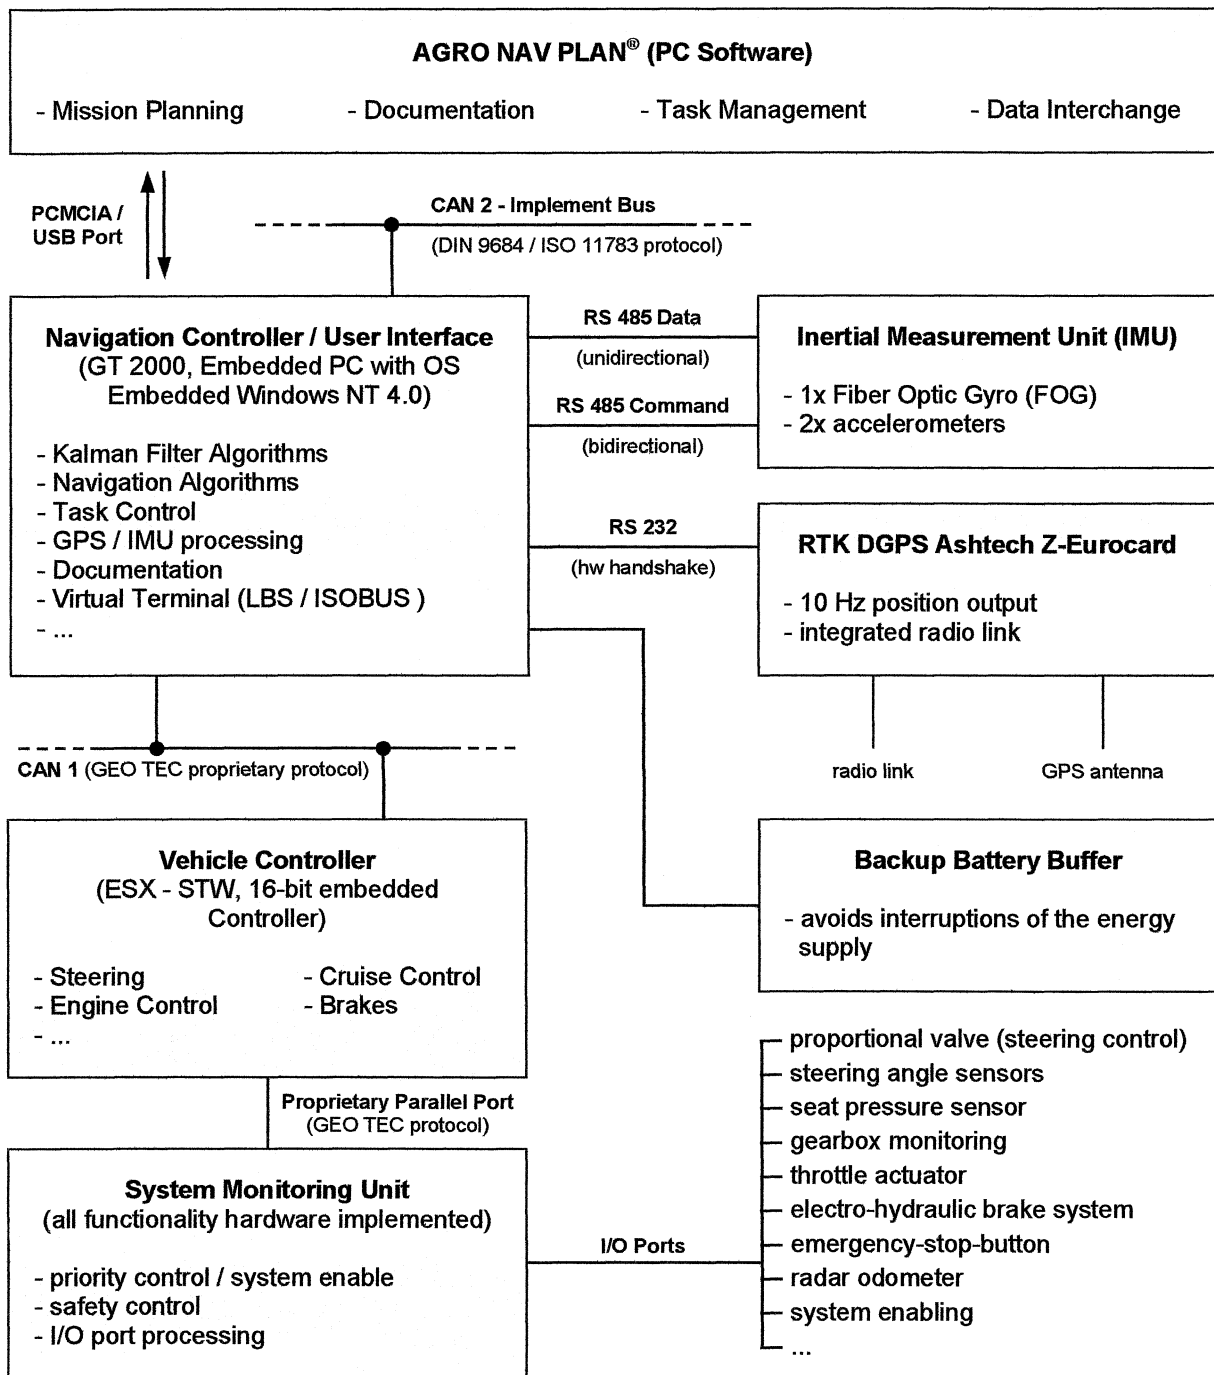 AGRO NAV PLAN® (PC Software)
- Mission Planning - Documentation - Task Management - Data Interchange
PCMCIA /
USB Port
CAN 2 - Implement Bus
(DIN 9684 / ISO 11783 protocol)
Navigation Controller / User Interface
(GT 2000, Embedded PC with OS
Embedded Windows NT 4.0)
- Kalman Filter Algorithms
- Navigation Algorithms
- Task Control
- GPS / IMU processing
- Documentation
- Virtual Terminal (LBS / ISOBUS )
- ...
RS 485 Data
(unidirectional)
RS 485 Command
(bidirectional)
Inertial Measurement Unit (IMU)
- 1x Fiber Optic Gyro (FOG)
- 2x accelerometers
RS 232
(hw handshake)
RTK DGPS Ashtech Z-Eurocard
- 10 Hz position output
- integrated radio link
radio link
GPS antenna
CAN 1 (GEO TEC proprietary protocol)
Vehicle Controller
(ESX - STW, 16-bit embedded
Controller)
- Steering - Cruise Control
- Engine Control - Brakes
- ...
Backup Battery Buffer
- avoids interruptions of the energy
supply
Proprietary Parallel Port
(GEO TEC protocol)
System Monitoring Unit
(all functionality hardware implemented)
- priority control / system enable
- safety control
- I/O port processing
I/O Ports
proportional valve (steering control)
steering angle sensors
seat pressure sensor
gearbox monitoring
throttle actuator
electro-hydraulic brake system
emergency-stop-button
radar odometer
system enabling
...